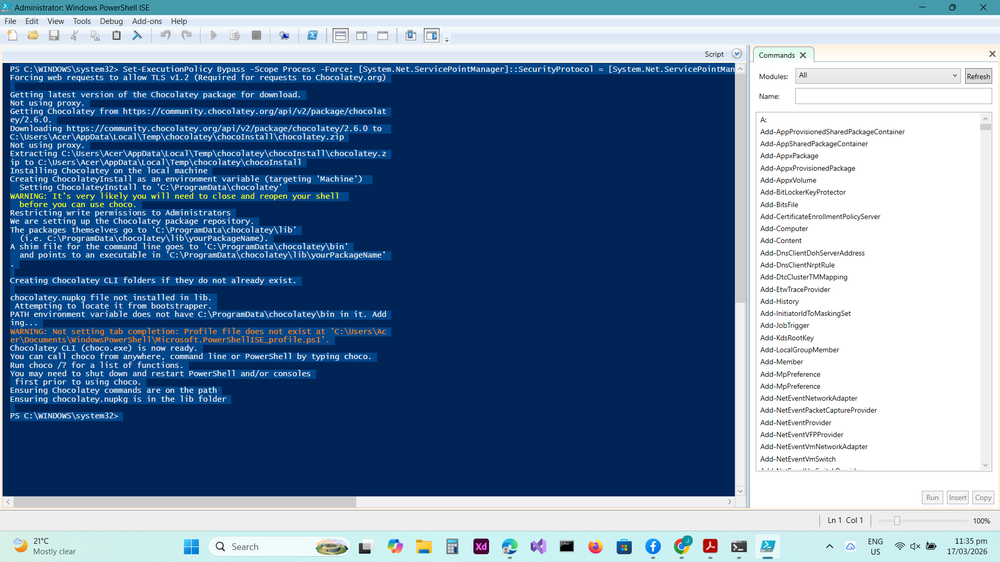 Administrator: Windows PowerShell ISE
File Edit View Tools Debug Add-ons Help
Script
PS C:\WINDOWS\system32> Set-ExecutionPolicy Bypass -Scope Process -Force; [System.Net.ServicePointManager]::SecurityProtocol = [System.Net.ServicePointMan
Forcing web requests to allow TLS v1.2 (Required for requests to Chocolatey.org)
Getting latest version of the Chocolatey package for download.
Not using proxy.
Getting Chocolatey from https://community.chocolatey.org/api/v2/package/chocolat
ey/2.6.0.
Downloading https://community.chocolatey.org/api/v2/package/chocolatey/2.6.0 to
C:\Users\Acer\AppData\Local\Temp\chocolatey\chocoInstall\chocolatey.zip
Not using proxy.
Extracting C:\Users\Acer\AppData\Local\Temp\chocolatey\chocoInstall\chocolatey.z
ip to C:\Users\Acer\AppData\Local\Temp\chocolatey\chocoInstall
Installing Chocolatey on the local machine
Creating ChocolateyInstall as an environment variable (targeting 'Machine')
Setting ChocolateyInstall to 'C:\ProgramData\chocolatey'
WARNING: It's very likely you will need to close and reopen your shell
before you can use choco.
Restricting write permissions to Administrators
We are setting up the Chocolatey package repository.
The packages themselves go to 'C:\ProgramData\chocolatey\lib'
(i.e. C:\ProgramData\chocolatey\lib\yourPackageName).
A shim file for the command line goes to 'C:\ProgramData\chocolatey\bin'
and points to an executable in 'C:\ProgramData\chocolatey\lib\yourPackageName'
.
Creating Chocolatey CLI folders if they do not already exist.
chocolatey.nupkg file not installed in lib.
Attempting to locate it from bootstrapper.
PATH environment variable does not have C:\ProgramData\chocolatey\bin in it. Add
ing...
WARNING: Not setting tab completion: Profile file does not exist at 'C:\Users\Ac
er\Documents\WindowsPowerShell\Microsoft.PowerShellISE_profile.ps1'.
Chocolatey CLI (choco.exe) is now ready.
You can call choco from anywhere, command line or PowerShell by typing choco.
Run choco /? for a list of functions.
You may need to shut down and restart PowerShell and/or consoles
first prior to using choco.
Ensuring Chocolatey commands are on the path
Ensuring chocolatey.nupkg is in the lib folder
PS C:\WINDOWS\system32>
Commands
Modules: All Refresh
Name:
A:
Add-AppProvisionedSharedPackageContainer
Add-AppSharedPackageContainer
Add-AppxPackage
Add-AppxProvisionedPackage
Add-AppxVolume
Add-BitLockerKeyProtector
Add-BitsFile
Add-CertificateEnrollmentPolicyServer
Add-Computer
Add-Content
Add-DnsClientDohServerAddress
Add-DnsClientNrptRule
Add-DtcClusterTMMapping
Add-EtwTraceProvider
Add-History
Add-InitiatorIdToMaskingSet
Add-JobTrigger
Add-KdsRootKey
Add-LocalGroupMember
Add-Member
Add-MpPreference
Add-MpPreference
Add-NetEventNetworkAdapter
Add-NetEventPacketCaptureProvider
Add-NetEventProvider
Add-NetEventVFPProvider
Add-NetEventVmNetworkAdapter
Add-NetEventVmSwitch
Run Insert Copy
Ln 1 Col 1 100%
21°C
Mostly clear
Search
Xd
J
ENG
US
11:35 pm
17/03/2026